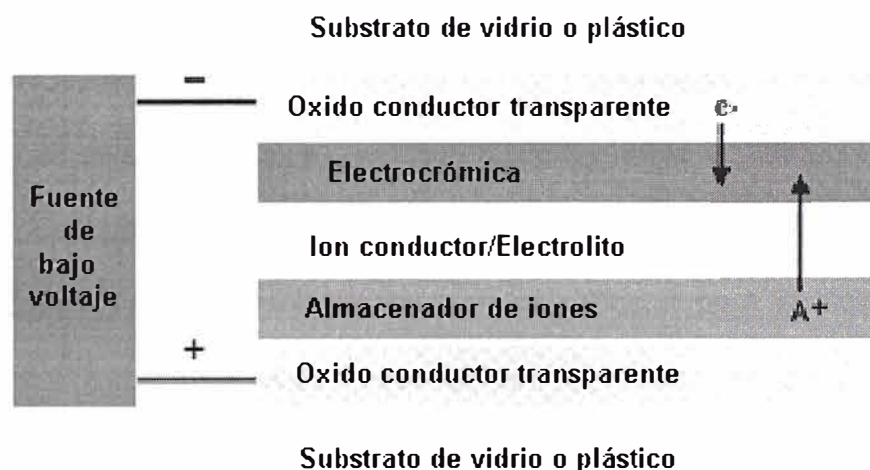 Substrato de vidrio o plástico
-
Oxido conductor transparente e-
Electrocrómica
Fuente
de
bajo
voltaje
Ion conductor/Electrolito
Almacenador de iones A+
+
Oxido conductor transparente
Substrato de vidrio o plástico